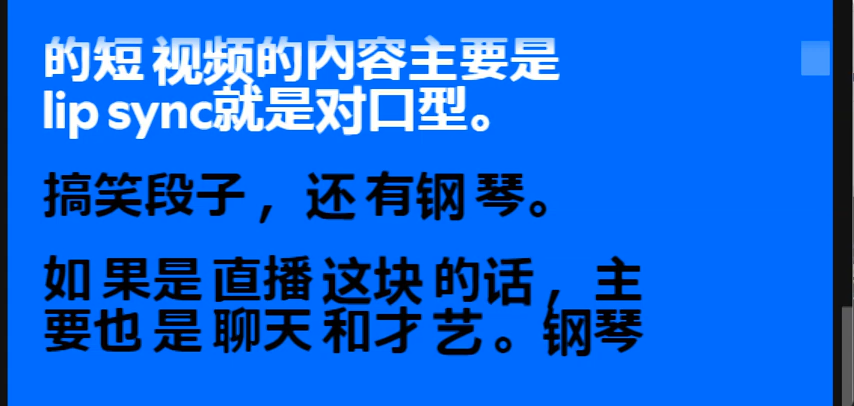 的短视频的内容主要是
lip sync就是对口型。
搞笑段子，还有钢琴。
如果是直播这块的话，主
要也是聊天和才艺。钢琴